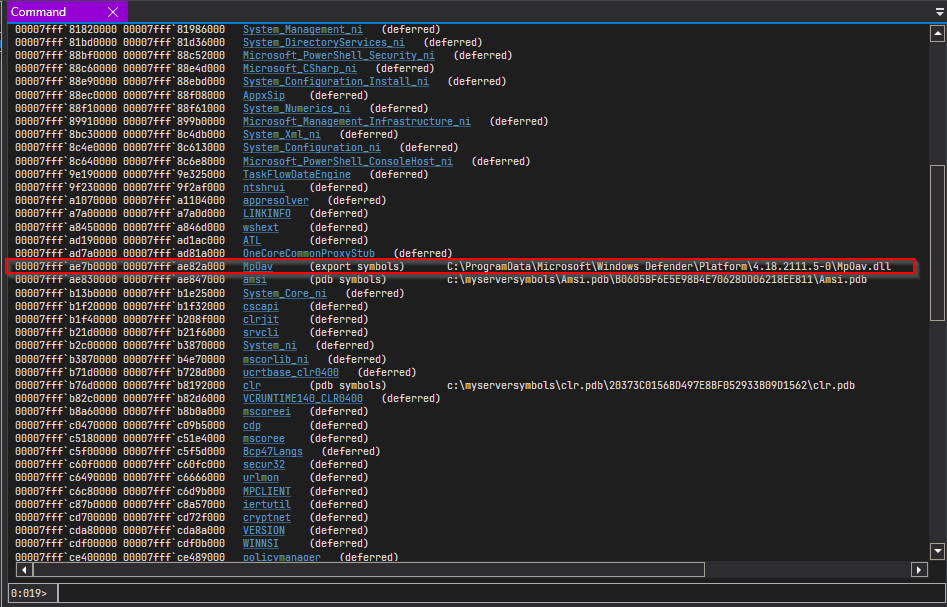 Command
00007fff`81820000 00007fff`81986000 System_Management_ni (deferred)
00007fff`81bd0000 00007fff`81d36000 System_DirectoryServices_ni (deferred)
00007fff`88bf0000 00007fff`88c52000 Microsoft_PowerShell_Security_ni (deferred)
00007fff`88c60000 00007fff`88e4d000 Microsoft_CSharp_ni (deferred)
00007fff`88e90000 00007fff`88ebd000 System_Configuration_Install_ni (deferred)
00007fff`88ec0000 00007fff`88f08000 AppxSip (deferred)
00007fff`88f10000 00007fff`88f61000 System_Numerics_ni (deferred)
00007fff`89910000 00007fff`899b0000 Microsoft_Management_Infrastructure_ni (deferred)
00007fff`8bc30000 00007fff`8c4db000 System_Xml_ni (deferred)
00007fff`8c4e0000 00007fff`8c613000 System_Configuration_ni (deferred)
00007fff`8c640000 00007fff`8c6e8000 Microsoft_PowerShell_ConsoleHost_ni (deferred)
00007fff`9e190000 00007fff`9e325000 TaskFlowDataEngine (deferred)
00007fff`9f230000 00007fff`9f2af000 ntshrui (deferred)
00007fff`a1070000 00007fff`a1104000 appresolver (deferred)
00007fff`a7a00000 00007fff`a7a0d000 LINKINFO (deferred)
00007fff`a8450000 00007fff`a846d000 wshext (deferred)
00007fff`ad190000 00007fff`ad1ac000 ATL (deferred)
00007fff`ad7a0000 00007fff`ad81a000 OneCoreCommonProxyStub (deferred)
00007fff`ae7b0000 00007fff`ae82a000 MpOav (export symbols) C:\ProgramData\Microsoft\Windows Defender\Platform\4.18.2111.5-0\MpOav.dll
00007fff`ae830000 00007fff`ae847000 amsi (pdb symbols) c:\myserversymbols\Amsi.pdb\B0605BF6E5E98B4E70628DD06218EE811\Amsi.pdb
00007fff`b13b0000 00007fff`b1e25000 System_Core_ni (deferred)
00007fff`b1f20000 00007fff`b1f32000 cscapi (deferred)
00007fff`b1f40000 00007fff`b208f000 clrjit (deferred)
00007fff`b21d0000 00007fff`b21f6000 srvcli (deferred)
00007fff`b2c00000 00007fff`b3870000 System_ni (deferred)
00007fff`b3870000 00007fff`b4e70000 mscorlib_ni (deferred)
00007fff`b71d0000 00007fff`b728d000 ucrtbase_clr0400 (deferred)
00007fff`b76d0000 00007fff`b8192000 clr (pdb symbols) c:\myserversymbols\clr.pdb\20373C0156BD497E8BF052933B09D1562\clr.pdb
00007fff`b82c0000 00007fff`b82d6000 VCRUNTIME140_CLR0400 (deferred)
00007fff`b8a60000 00007fff`b8b0a000 mscoreei (deferred)
00007fff`c0470000 00007fff`c09b5000 cdp (deferred)
00007fff`c5180000 00007fff`c51e4000 mscoree (deferred)
00007fff`c5f00000 00007fff`c5f5d000 Bcp47Langs (deferred)
00007fff`c60f0000 00007fff`c60fc000 secur32 (deferred)
00007fff`c6490000 00007fff`c6666000 urlmon (deferred)
00007fff`c6c80000 00007fff`c6d9b000 MPCLIENT (deferred)
00007fff`c87b0000 00007fff`c8a57000 iertutil (deferred)
00007fff`cd700000 00007fff`cd72f000 cryptnet (deferred)
00007fff`cda80000 00007fff`cda8a000 VERSION (deferred)
00007fff`cdf00000 00007fff`cdf0b000 WINNSI (deferred)
00007fff`ce400000 00007fff`ce489000 policymanager (deferred)
0:019>